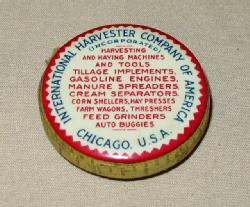 INTERNATIONAL HARVESTER COMPANY OF AMERICA
(INCORPORATED)
HARVESTING
AND HAYING MACHINES
AND TOOLS
TILLAGE IMPLEMENTS,
GASOLINE ENGINES,
MANURE SPREADERS,
CREAM SEPARATORS,
CORN SHELLERS, HAY PRESSES
FARM WAGONS, THRESHERS
FEED GRINDERS
AUTO BUGGIES
CHICAGO. U.S.A.